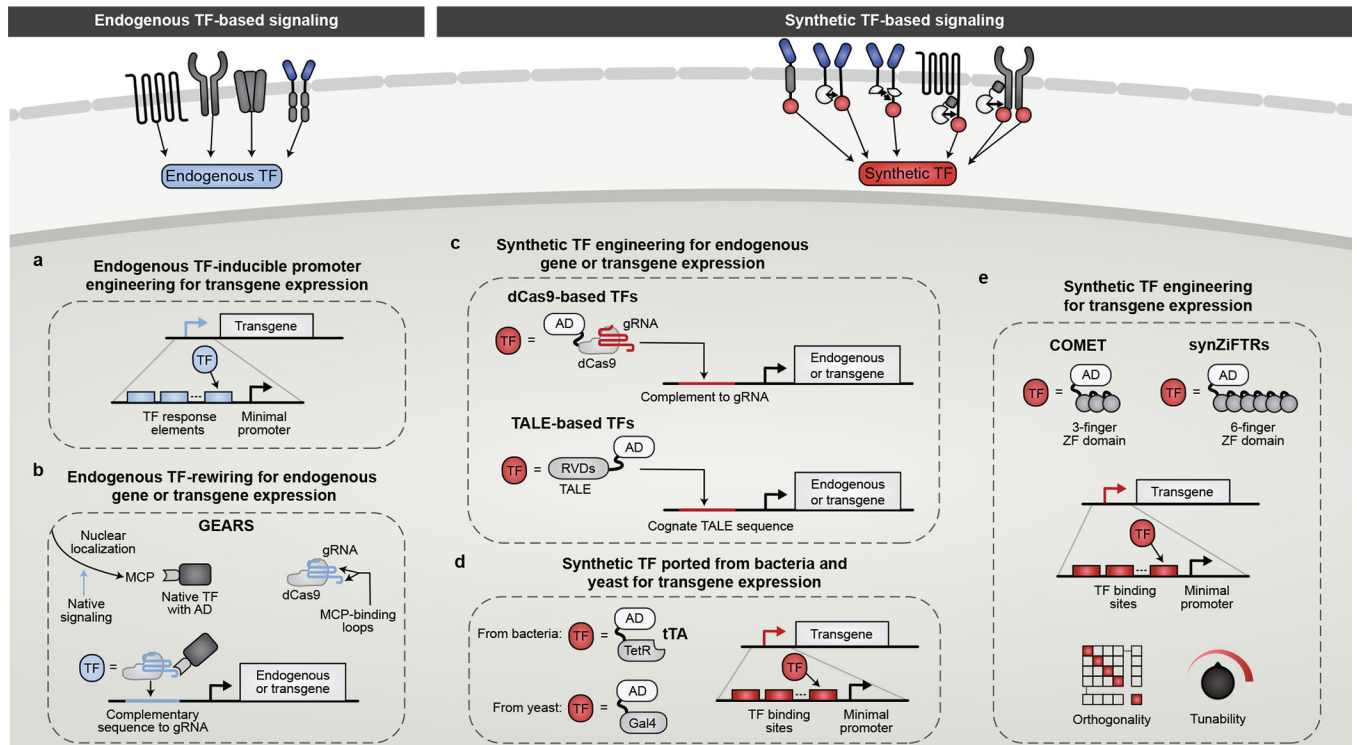 Endogenous TF-based signaling
Synthetic TF-based signaling
Endogenous TF
Synthetic TF
a
Endogenous TF-inducible promoter
engineering for transgene expression
Transgene
TF
TF response
elements
Minimal
promoter
b
Endogenous TF-rewiring for endogenous
gene or transgene expression
GEARS
Nuclear
localization
MCP
Native
signaling
Native TF
with AD
gRNA
dCas9
MCP-binding
loops
TF
=
Endogenous
or transgene
Complementary
sequence to gRNA
c
Synthetic TF engineering for endogenous
gene or transgene expression
dCas9-based TFs
TF
=
AD
gRNA
dCas9
Endogenous
or transgene
Complement to gRNA
TALE-based TFs
TF
=
RVDs
AD
TALE
Endogenous
or transgene
Cognate TALE sequence
d
Synthetic TF ported from bacteria and
yeast for transgene expression
From bacteria:
TF
=
AD
TetR
tTA
From yeast:
TF
=
AD
Gal4
Transgene
TF
TF binding
sites
Minimal
promoter
e
Synthetic TF engineering
for transgene expression
COMET
TF
=
AD
3-finger
ZF domain
synZiFTRs
TF
=
AD
6-finger
ZF domain
Transgene
TF
TF binding
sites
Minimal
promoter
Orthogonality
Tunability